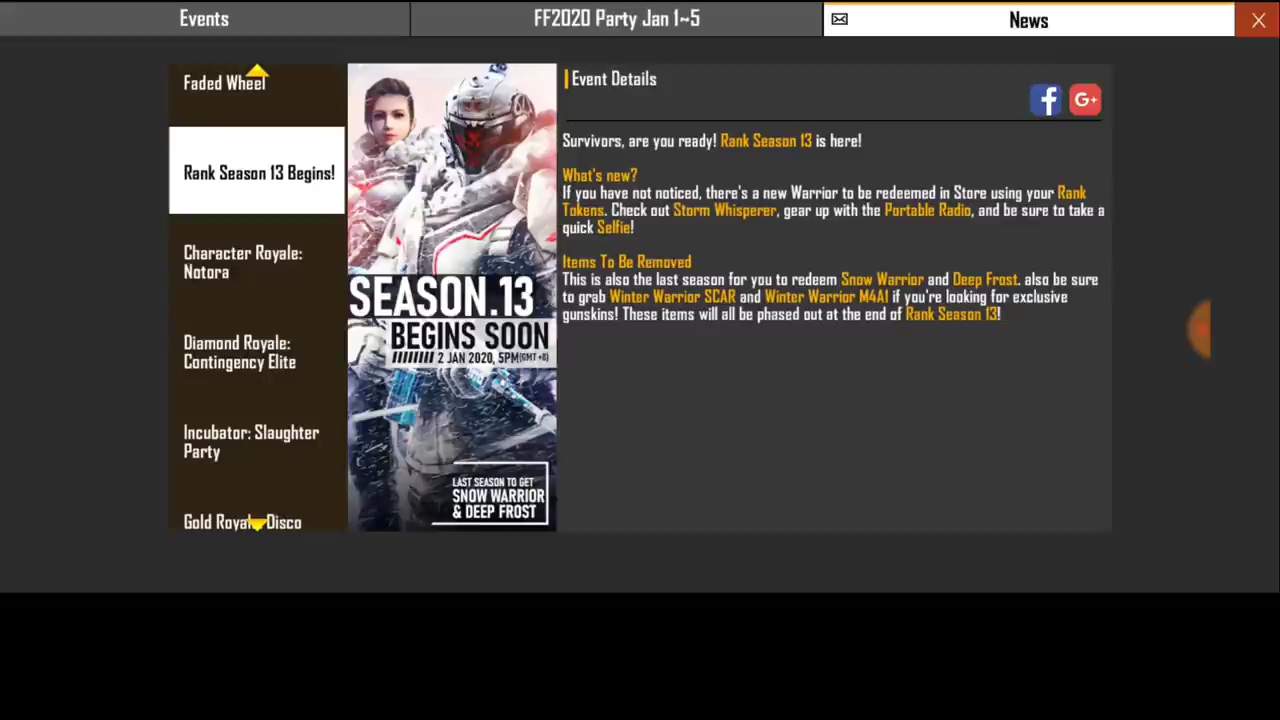 Events
FF2020 Party Jan 1~5
News
Faded Wheel
Rank Season 13 Begins!
Character Royale:
Notora
Diamond Royale:
Contingency Elite
Incubator: Slaughter
Party
Gold Royale: Disco
SEASON.13
BEGINS SOON
2 JAN 2020, 5PM(GMT +8)
LAST SEASON TO GET
SNOW WARRIOR
& DEEP FROST
Event Details
G+
Survivors, are you ready! Rank Season 13 is here!
What's new?
If you have not noticed, there's a new Warrior to be redeemed in Store using your Rank
Tokens. Check out Storm Whisperer, gear up with the Portable Radio, and be sure to take a
quick Selfie!
Items To Be Removed
This is also the last season for you to redeem Snow Warrior and Deep Frost. also be sure
to grab Winter Warrior SCAR and Winter Warrior M4A1 if you're looking for exclusive
gunskins! These items will all be phased out at the end of Rank Season 13!